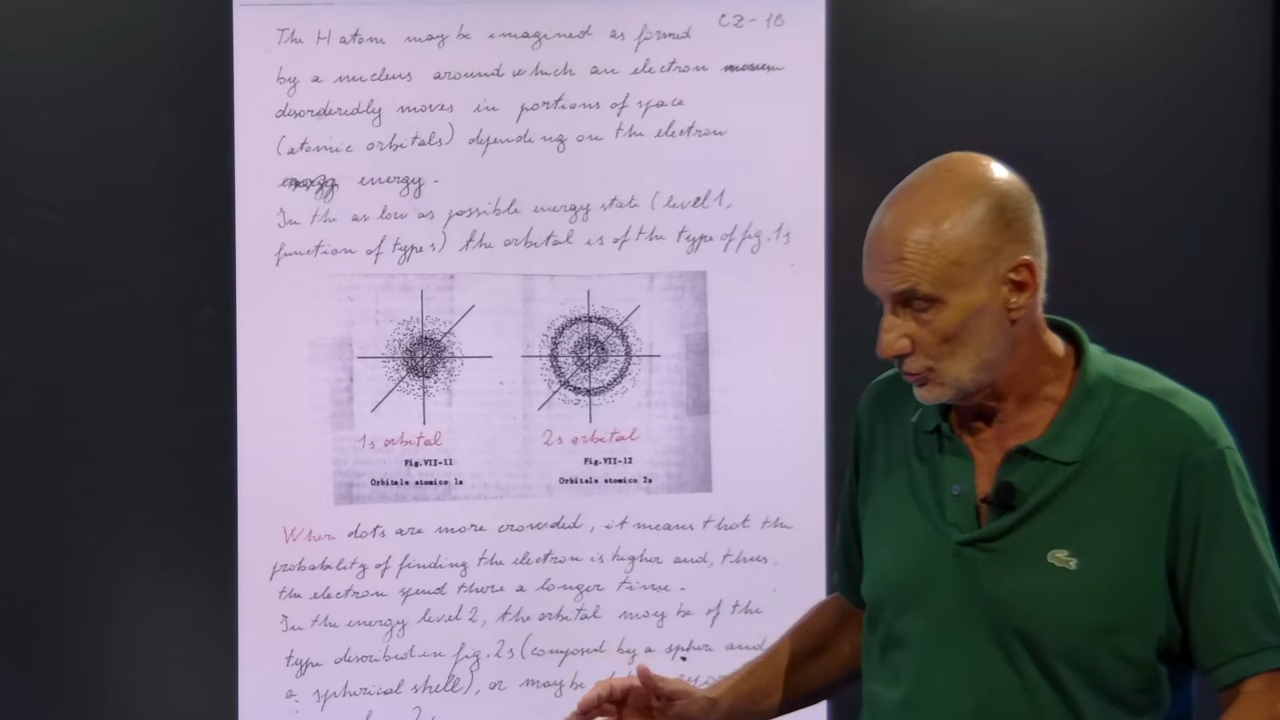 CZ-10
The H atom may be imagined as formed
by a nucleus around which an electron
disorderedly moves in portions of space
(atomic orbitals) depending on the electron
energy.
In the as low as possible energy state (level 1,
function of type s) the orbital is of the type of fig. 1s
1s orbital 2s orbital
Fig.VII-11 Fig.VII-12
Orbitale atomico 1s Orbitale atomico 2s
When dots are more crowded, it means that the
probability of finding the electron is higher and, thus,
the electron spend there a longer time.
In the energy level 2, the orbital may be of the
type described in fig. 2s (composed by a sphere and
a spherical shell), or may be